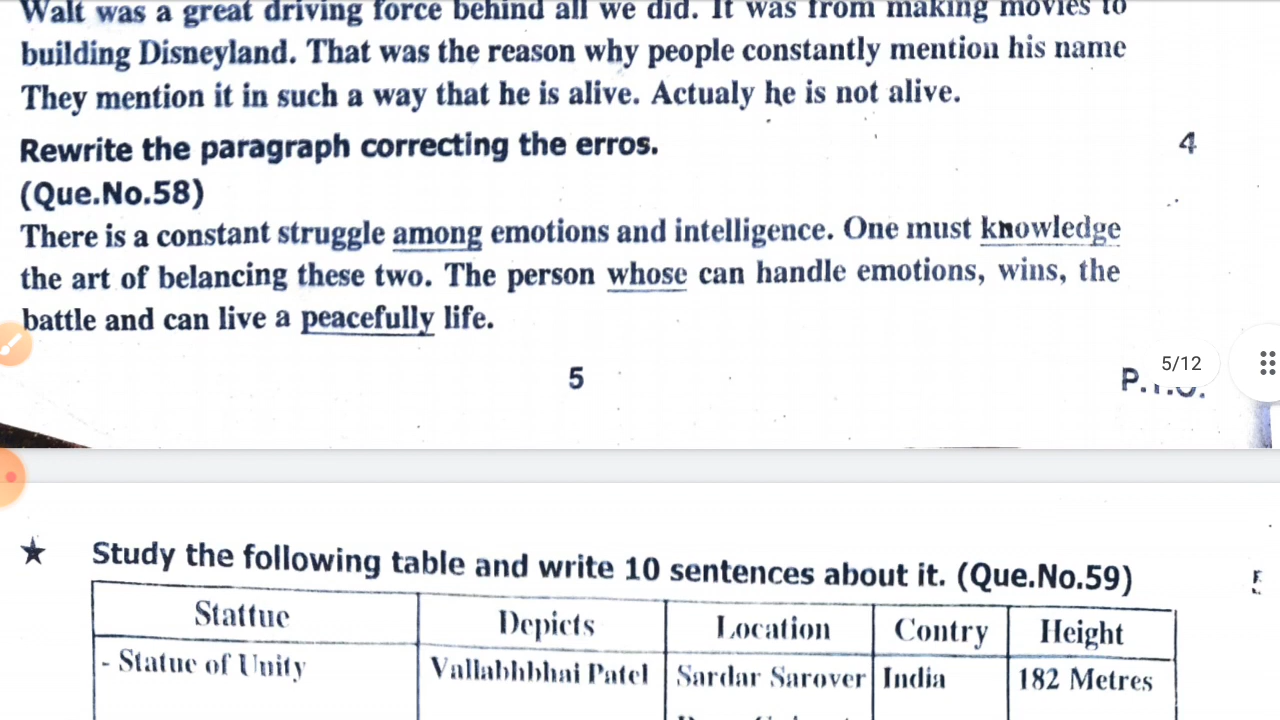 Walt was a great driving force behind all we did. It was from making movies to
building Disneyland. That was the reason why people constantly mention his name
They mention it in such a way that he is alive. Actualy he is not alive.
Rewrite the paragraph correcting the erros. 4
(Que.No.58)
There is a constant struggle among emotions and intelligence. One must knowledge
the art of belancing these two. The person whose can handle emotions, wins, the
battle and can live a peacefully life.
5/12
5 P.T.O.
★ Study the following table and write 10 sentences about it. (Que.No.59)
Stattue Depicts Location Contry Height
- Statue of Unity Vallabhbhai Patel Sardar Sarover India 182 Metres